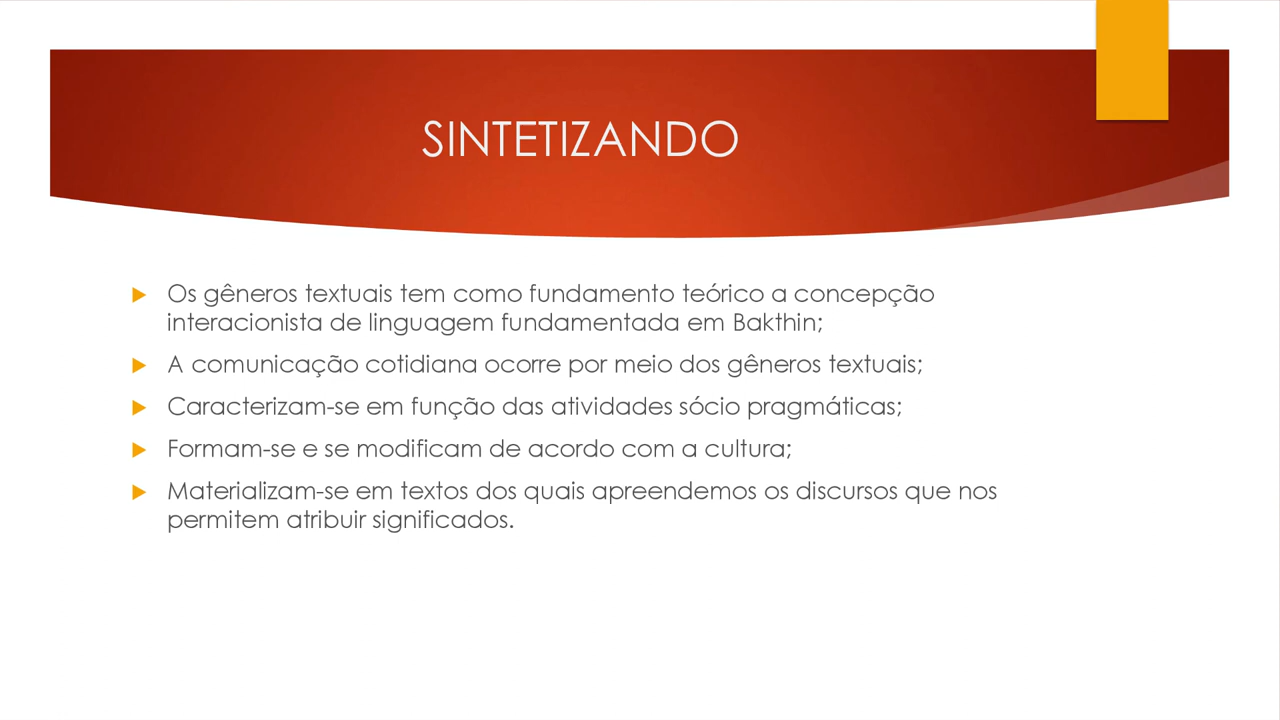 SINTETIZANDO
Os gêneros textuais tem como fundamento teórico a concepção
interacionista de linguagem fundamentada em Bakthin;
A comunicação cotidiana ocorre por meio dos gêneros textuais;
Caracterizam-se em função das atividades sócio pragmáticas;
Formam-se e se modificam de acordo com a cultura;
Materializam-se em textos dos quais apreendemos os discursos que nos
permitem atribuir significados.